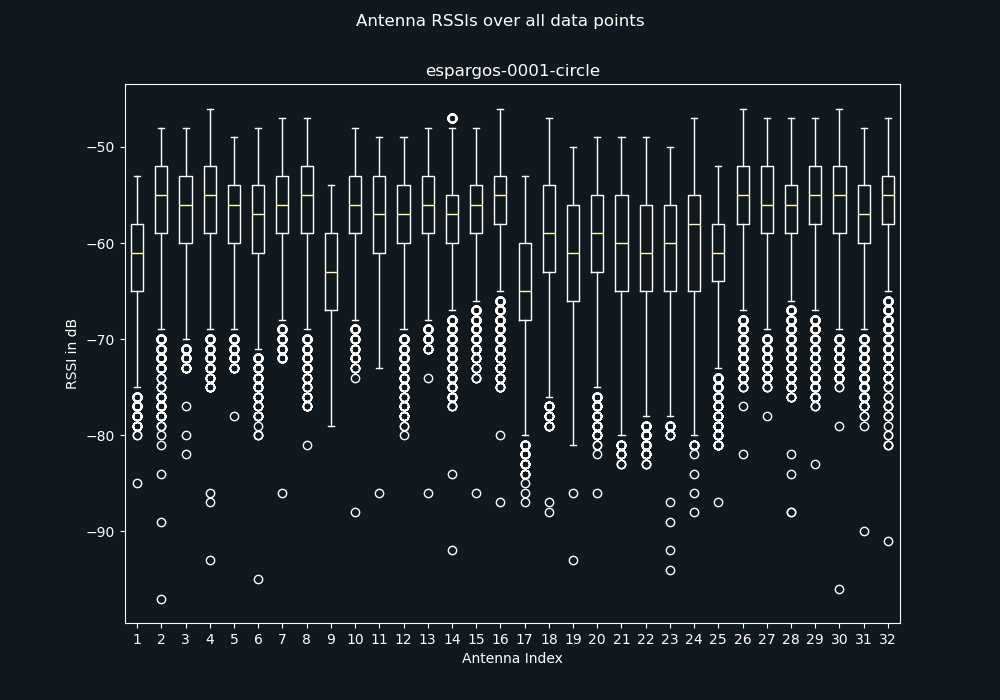 Antenna RSSIs over all data points
espargos-0001-circle
RSSI in dB
−50
−60
−70
−80
−90
1 2 3 4 5 6 7 8 9 10 11 12 13 14 15 16 17 18 19 20 21 22 23 24 25 26 27 28 29 30 31 32
Antenna Index